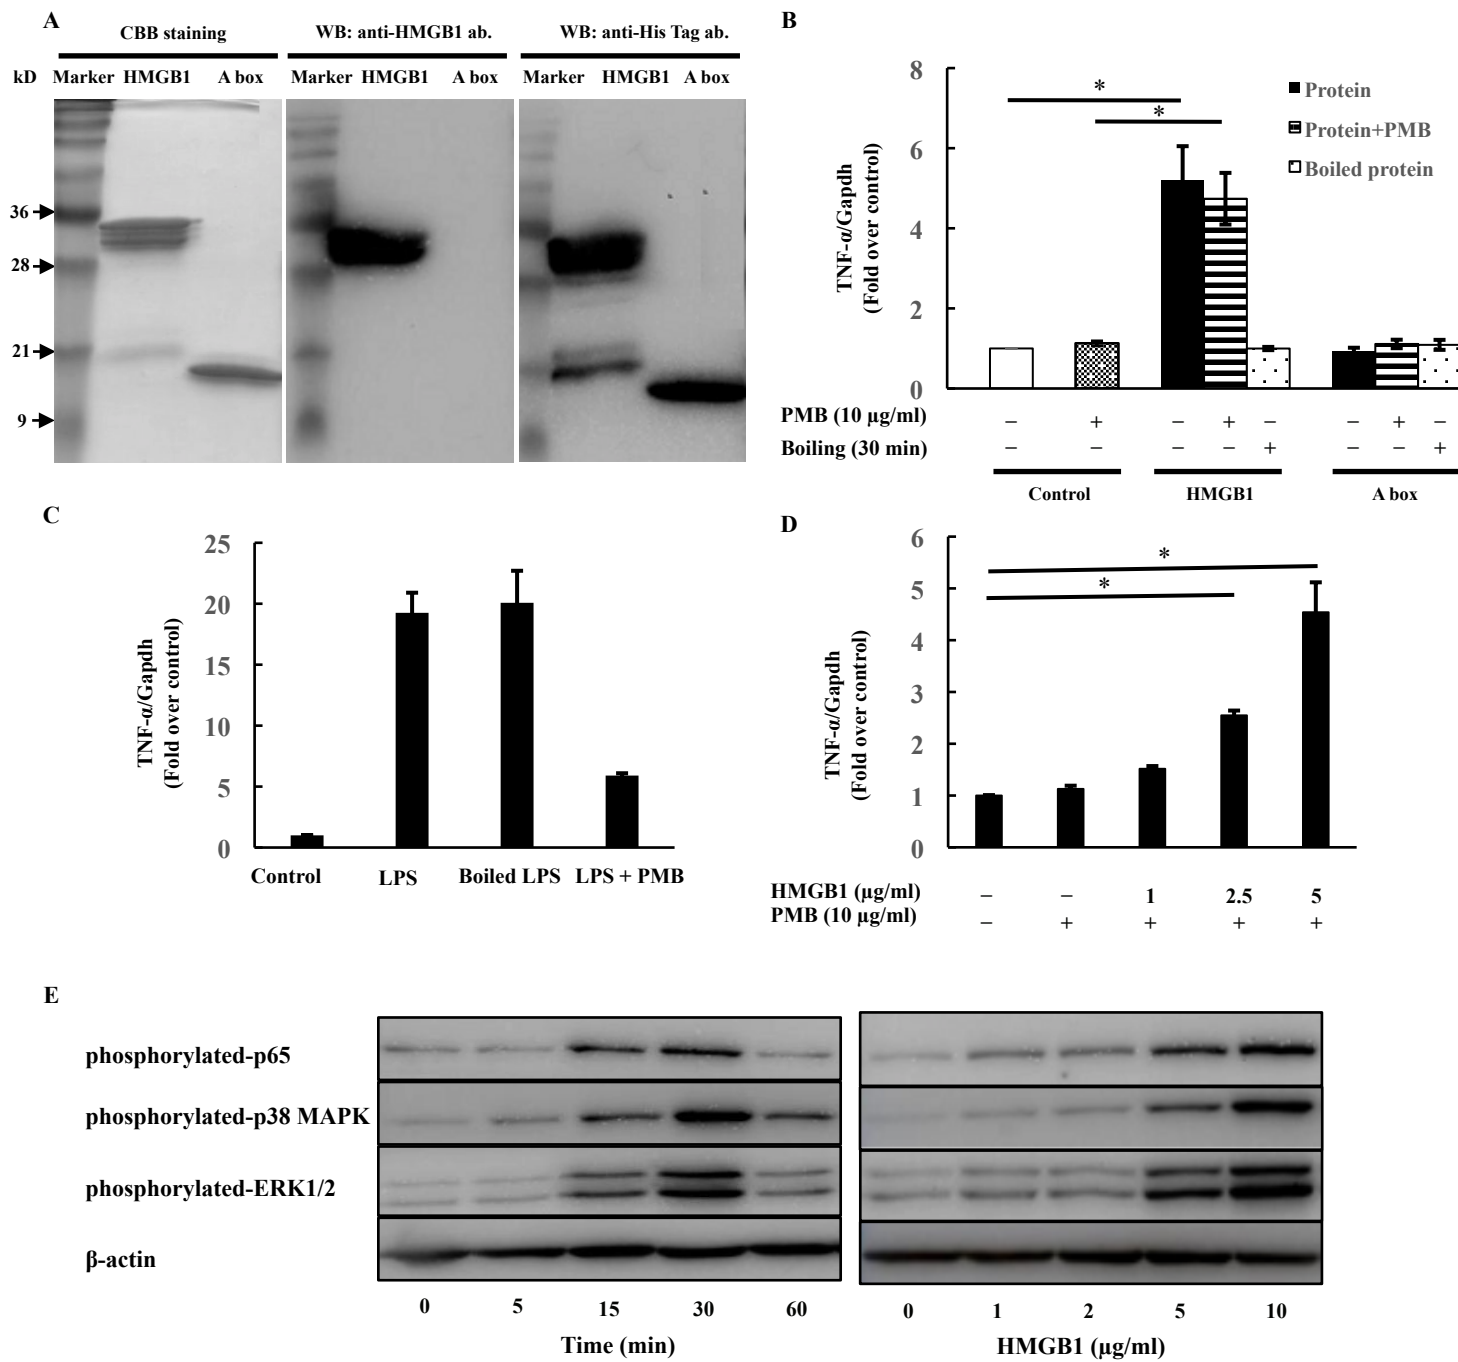 A
CBB staining
WB: anti-HMGB1 ab.
WB: anti-His Tag ab.
kD
Marker HMGB1 A box
Marker HMGB1 A box
Marker HMGB1 A box
36
28
21
9
B
8
6
4
2
0
TNF-α/Gapdh
(Fold over control)
*
*
Protein
Protein+PMB
Boiled protein
PMB (10 μg/ml) – + – + – – + –
Boiling (30 min) – – – – + – – +
Control HMGB1 A box
C
25
20
15
10
5
0
TNF-α/Gapdh
(Fold over control)
Control LPS Boiled LPS LPS + PMB
D
6
5
4
3
2
1
0
TNF-α/Gapdh
(Fold over control)
*
*
HMGB1 (μg/ml) – – 1 2.5 5
PMB (10 μg/ml) – + + + +
E
phosphorylated-p65
phosphorylated-p38 MAPK
phosphorylated-ERK1/2
β-actin
0 5 15 30 60
Time (min)
0 1 2 5 10
HMGB1 (μg/ml)